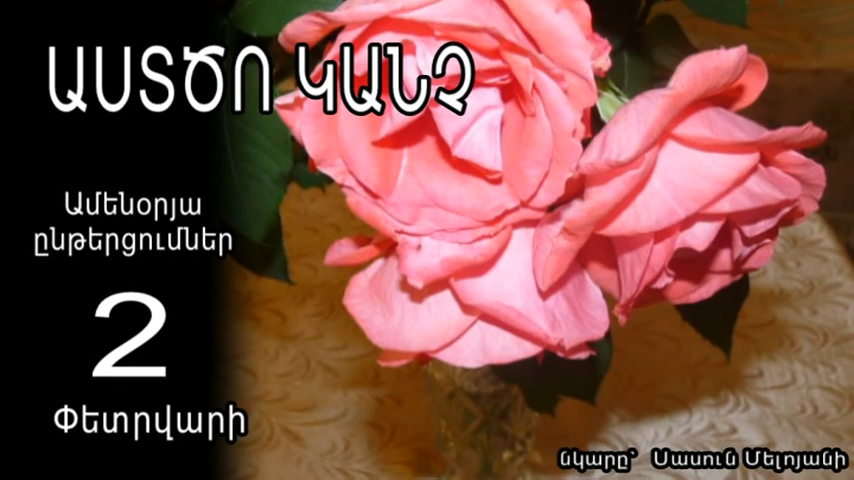 ԱՍՏԾՈ ԿԱՆՉ
Ամենօրյա
ընթերցումներ
2
Փետրվարի
նկարը՝ Սասուն Մելոյանի